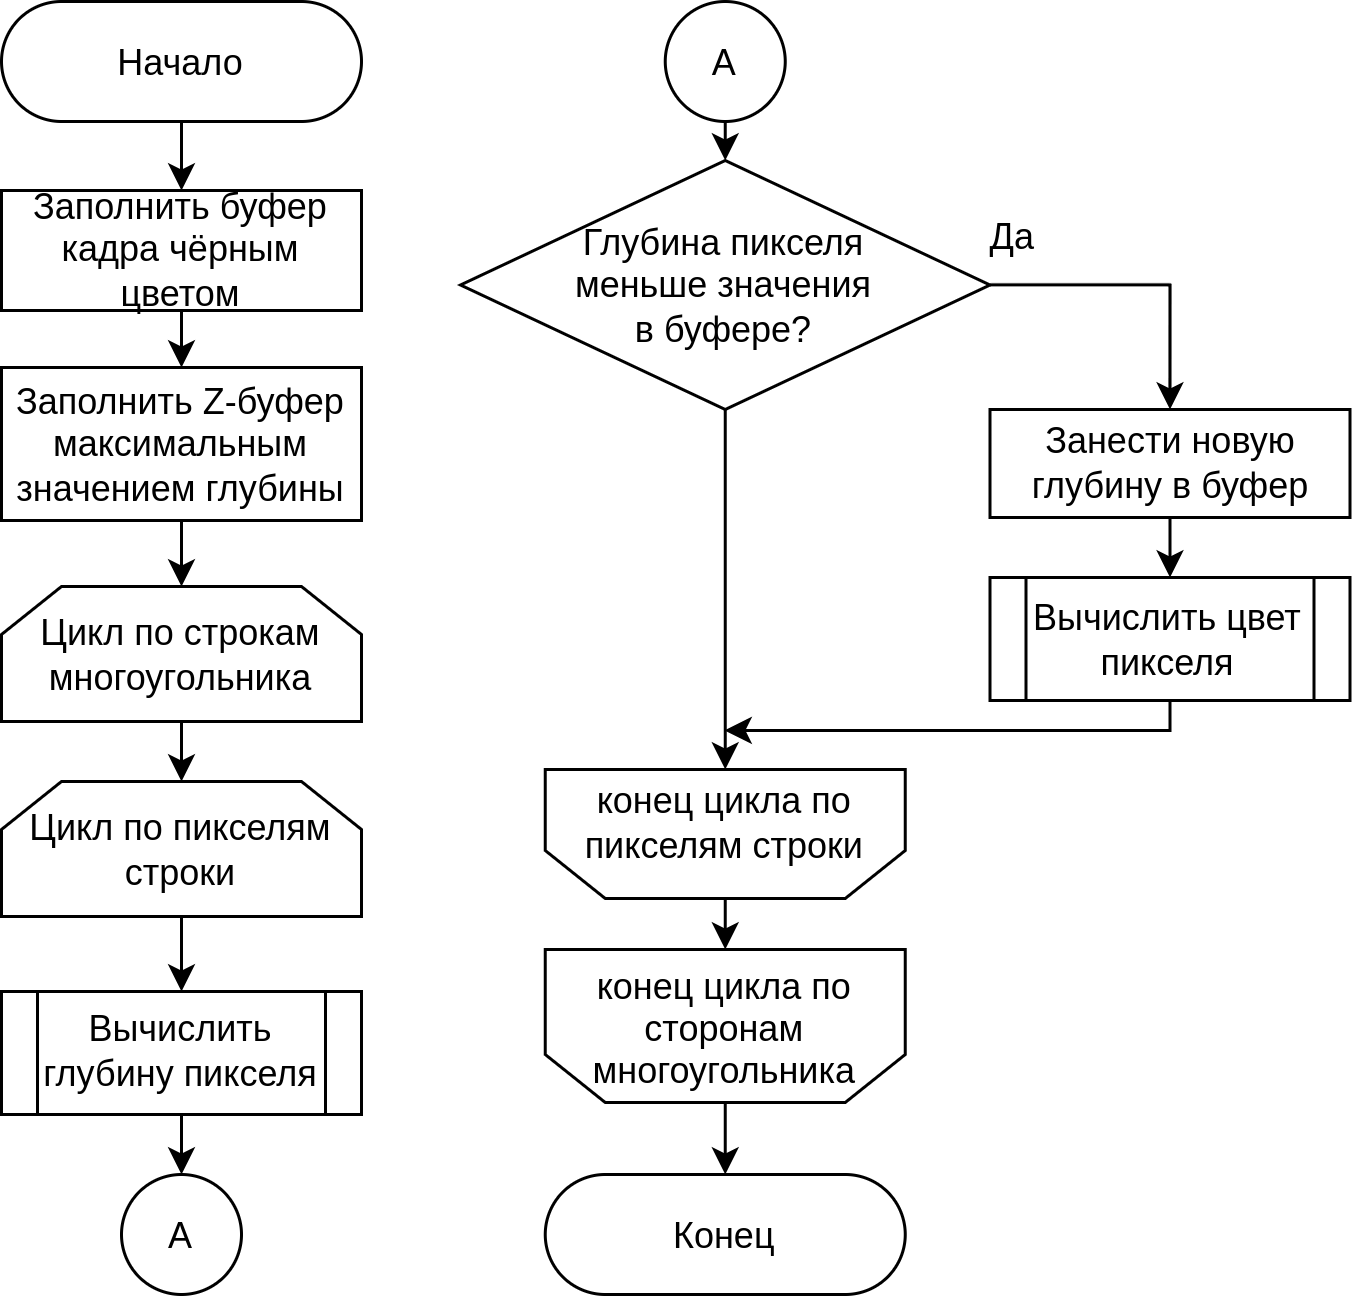 Начало
Заполнить буфер
кадра чёрным
цветом
Заполнить Z-буфер
максимальным
значением глубины
Цикл по строкам
многоугольника
Цикл по пикселям
строки
Вычислить
глубину пикселя
А
А
Глубина пикселя
меньше значения
в буфере?
Да
Занести новую
глубину в буфер
Вычислить цвет
пикселя
конец цикла по
пикселям строки
конец цикла по
сторонам
многоугольника
Конец